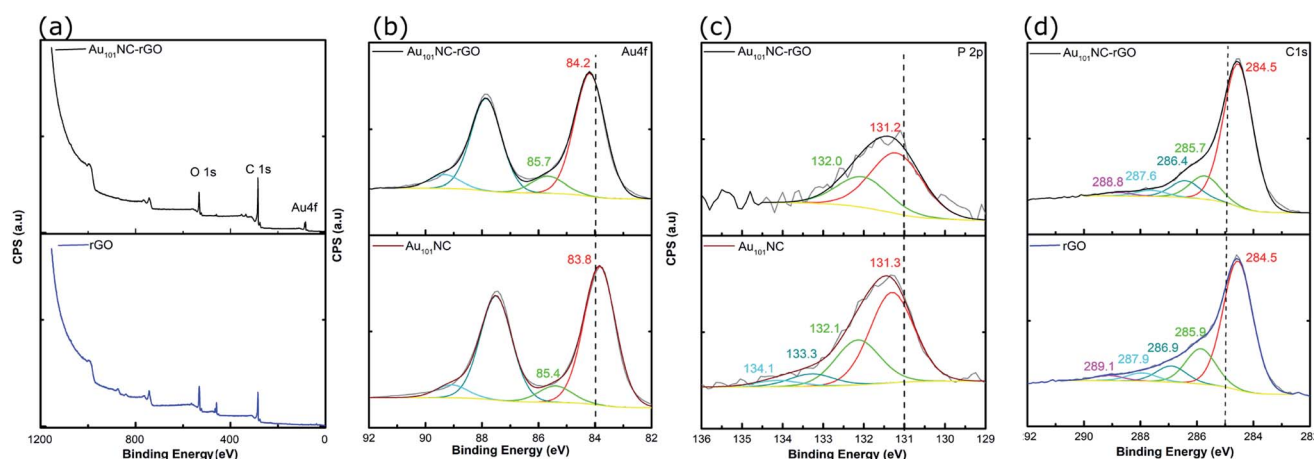 (a)
Au101NC-rGO
O 1s
C 1s
Au4f
CPS (a.u)
rGO
CPS (a.u)
1200 800 400 0
Binding Energy (eV)
(b)
Au101NC-rGO
Au4f
84.2
85.7
CPS (a.u)
Au101NC
83.8
85.4
CPS (a.u)
92 90 88 86 84 82
Binding Energy(eV)
(c)
Au101NC-rGO
P 2p
131.2
132.0
CPS (a.u)
Au101NC
131.3
132.1
133.3
134.1
CPS (a.u)
136 135 134 133 132 131 130 129
Binding Energy (eV)
(d)
Au101NC-rGO
C1s
284.5
285.7
286.4
287.6
288.8
CPS (a.u)
rGO
284.5
285.9
286.9
287.9
289.1
CPS (a.u)
292 290 288 286 284 282
Binding Energy(eV)